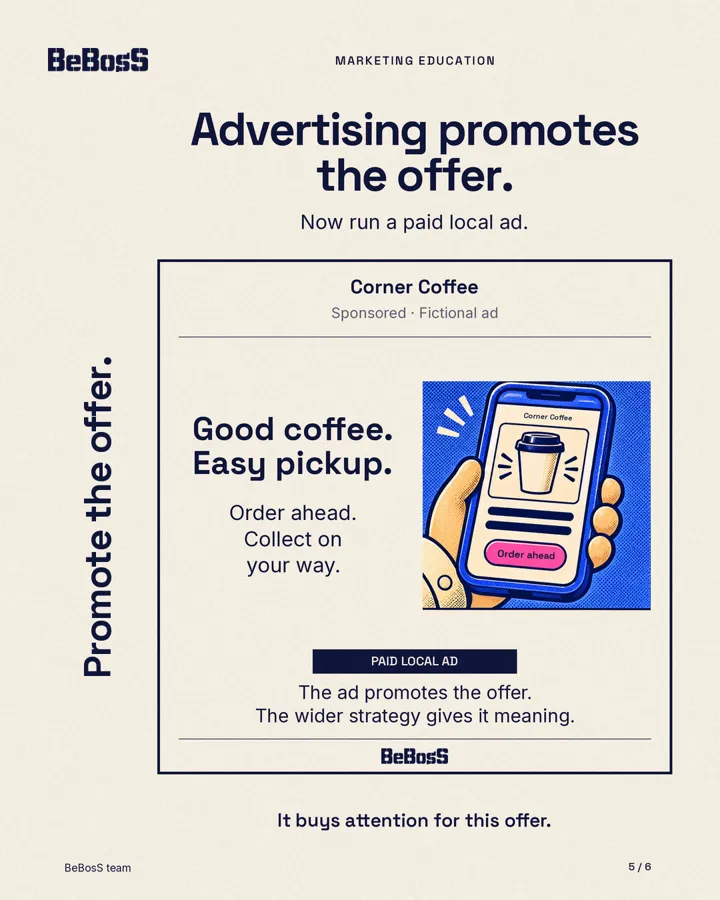 BeBosS
MARKETING EDUCATION
Advertising promotes
the offer.
Now run a paid local ad.
Promote the offer.
Corner Coffee
Sponsored · Fictional ad
Good coffee.
Easy pickup.
Order ahead.
Collect on
your way.
Corner Coffee
Order ahead
PAID LOCAL AD
The ad promotes the offer.
The wider strategy gives it meaning.
BeBosS
It buys attention for this offer.
BeBosS team
5 / 6